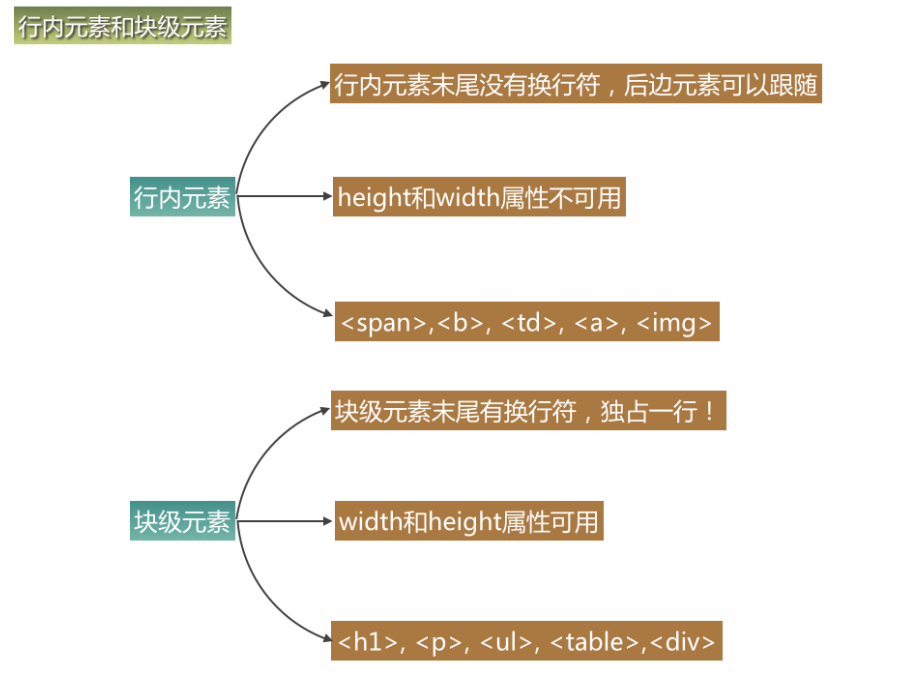 行内元素和块级元素
行内元素末尾没有换行符，后边元素可以跟随
行内元素
height和width属性不可用
<span>,<b>, <td>, <a>, <img>
块级元素末尾有换行符，独占一行！
块级元素
width和height属性可用
<h1>, <p>, <ul>, <table>,<div>